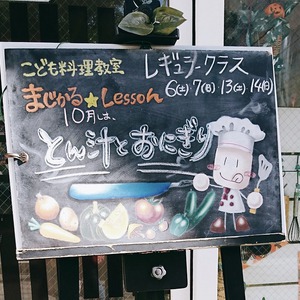 こども料理教室
まじかる★Lesson
10月は、
レギュラークラス
6(土) 7(日) 13(土) 14(日)
とん汁とおにぎり